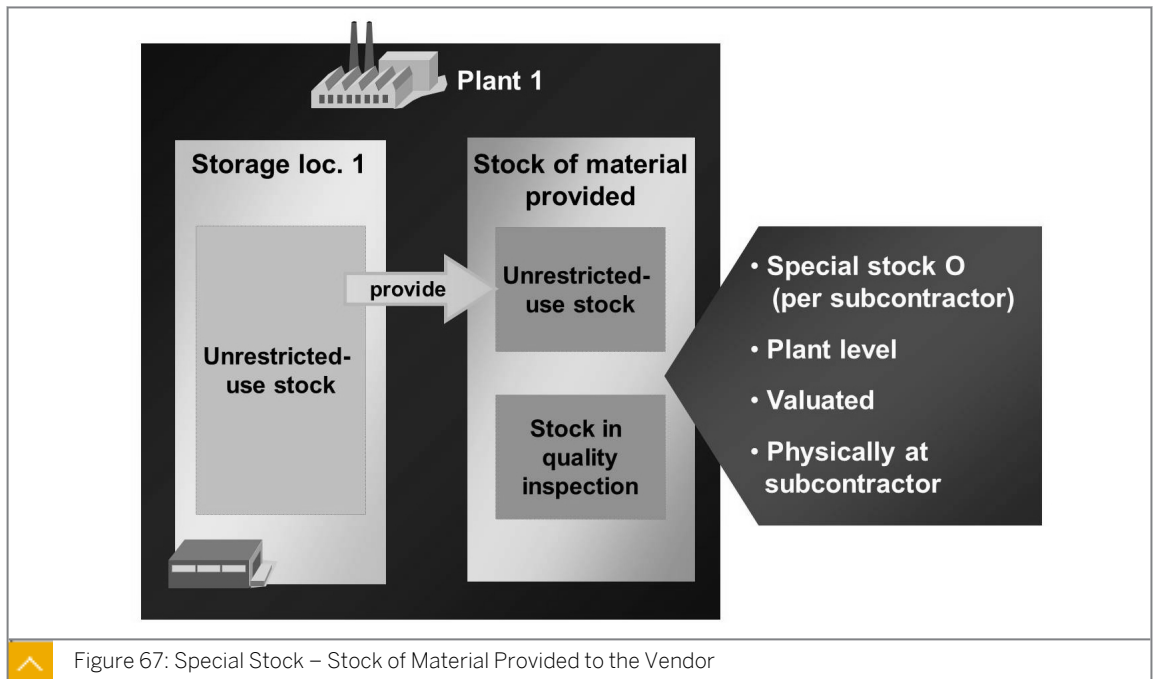 Plant 1
Storage loc. 1
Unrestricted-
use stock
provide
Stock of material
provided
Unrestricted-
use stock
Stock in
quality
inspection
• Special stock O
(per subcontractor)
• Plant level
• Valuated
• Physically at
subcontractor
Figure 67: Special Stock – Stock of Material Provided to the Vendor